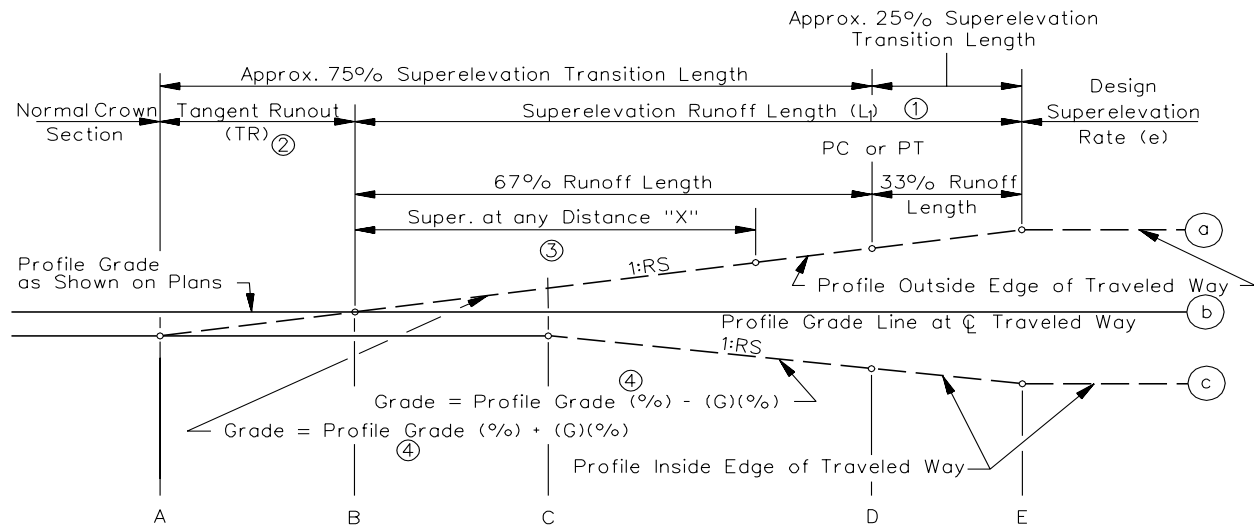 Approx. 25% Superelevation
Transition Length
Approx. 75% Superelevation Transition Length
Normal Crown
Section
Tangent Runout
(TR) ②
Superelevation Runoff Length (L) ①
Design
Superelevation
Rate (e)
PC or PT
67% Runoff Length
33% Runoff
Length
Super. at any Distance "X"
③
a
1:RS
Profile Grade
as Shown on Plans
Profile Outside Edge of Traveled Way
b
Profile Grade Line at ℄ Traveled Way
1:RS
④
c
Grade = Profile Grade (%) - (G)(%)
Grade = Profile Grade (%) + (G)(%)
④
Profile Inside Edge of Traveled Way
A B C D E